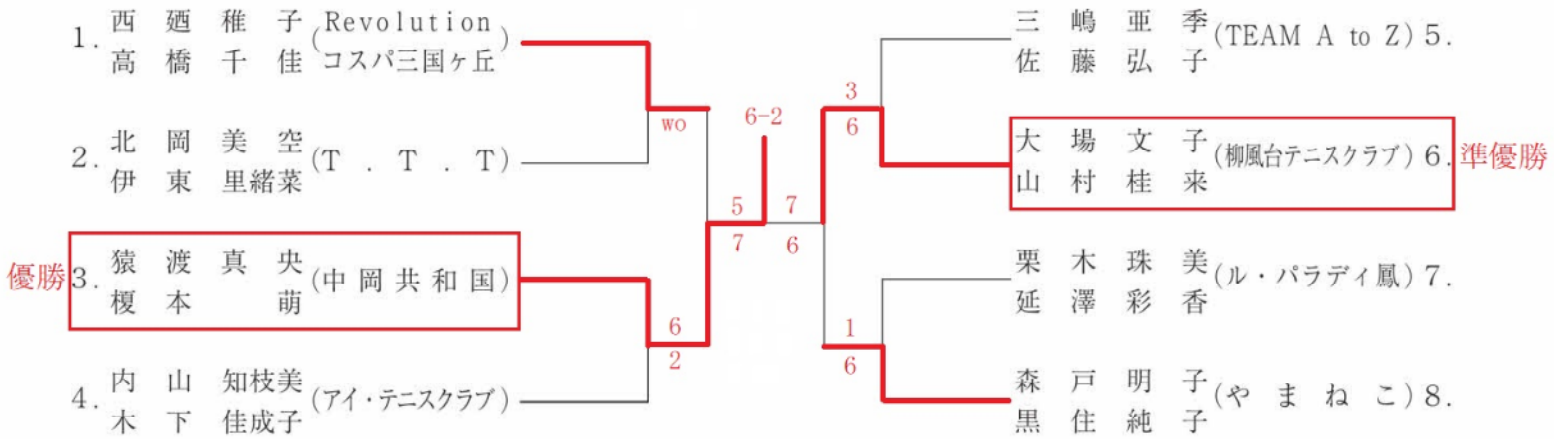 1. 西廼稚子 (Revolution
高橋千佳 コスパ三国ヶ丘)
wo
2. 北岡美空 (T.T.T)
伊東里緒菜
5
7
優勝 3. 猿渡真央 (中岡共和国)
榎本萌
6
2
4. 内山知枝美 (アイ・テニスクラブ)
木下佳成子
6-2
三嶋亜季 (TEAM A to Z) 5.
佐藤弘子
3
6
大場文子 (柳風台テニスクラブ) 6. 準優勝
山村桂来
7
6
栗木珠美 (ル・パラディ鳳) 7.
延澤彩香
1
6
森戸明子 (やまねこ) 8.
黒住純子